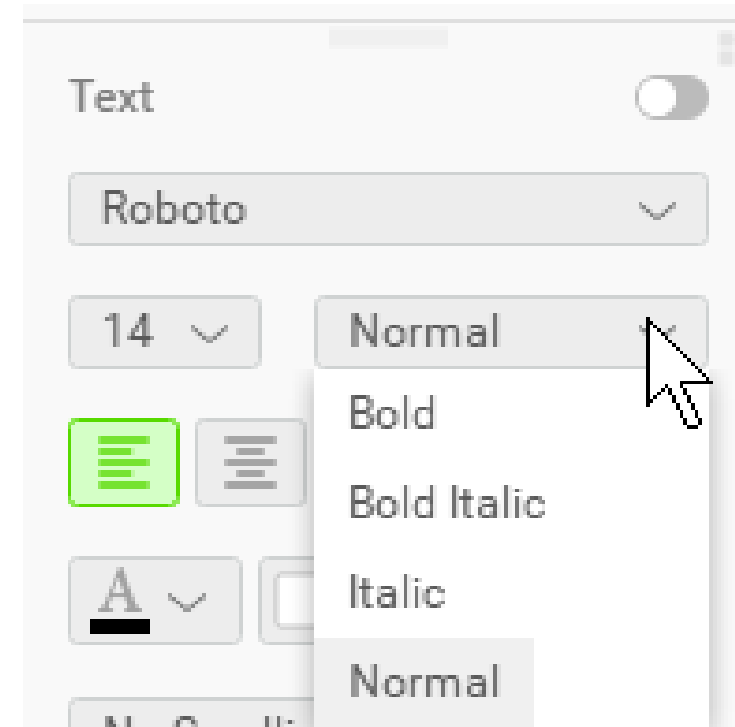 Text
Roboto
14 Normal
Bold
Bold Italic
Italic
A
Normal